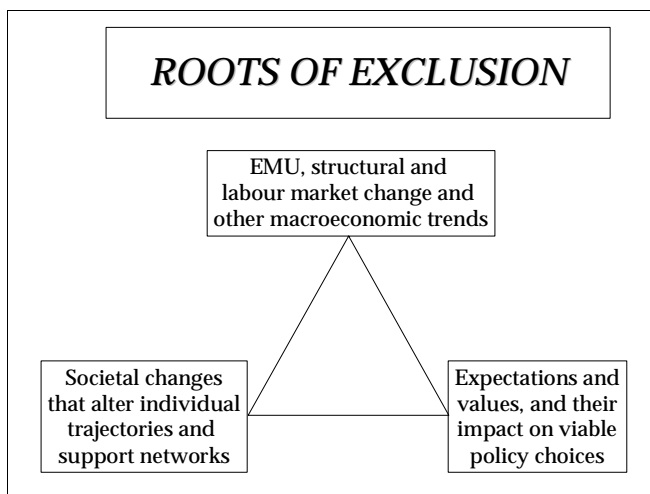 ROOTS OF EXCLUSION
EMU, structural and
labour market change and
other macroeconomic trends
Societal changes
that alter individual
trajectories and
support networks
Expectations and
values, and their
impact on viable
policy choices